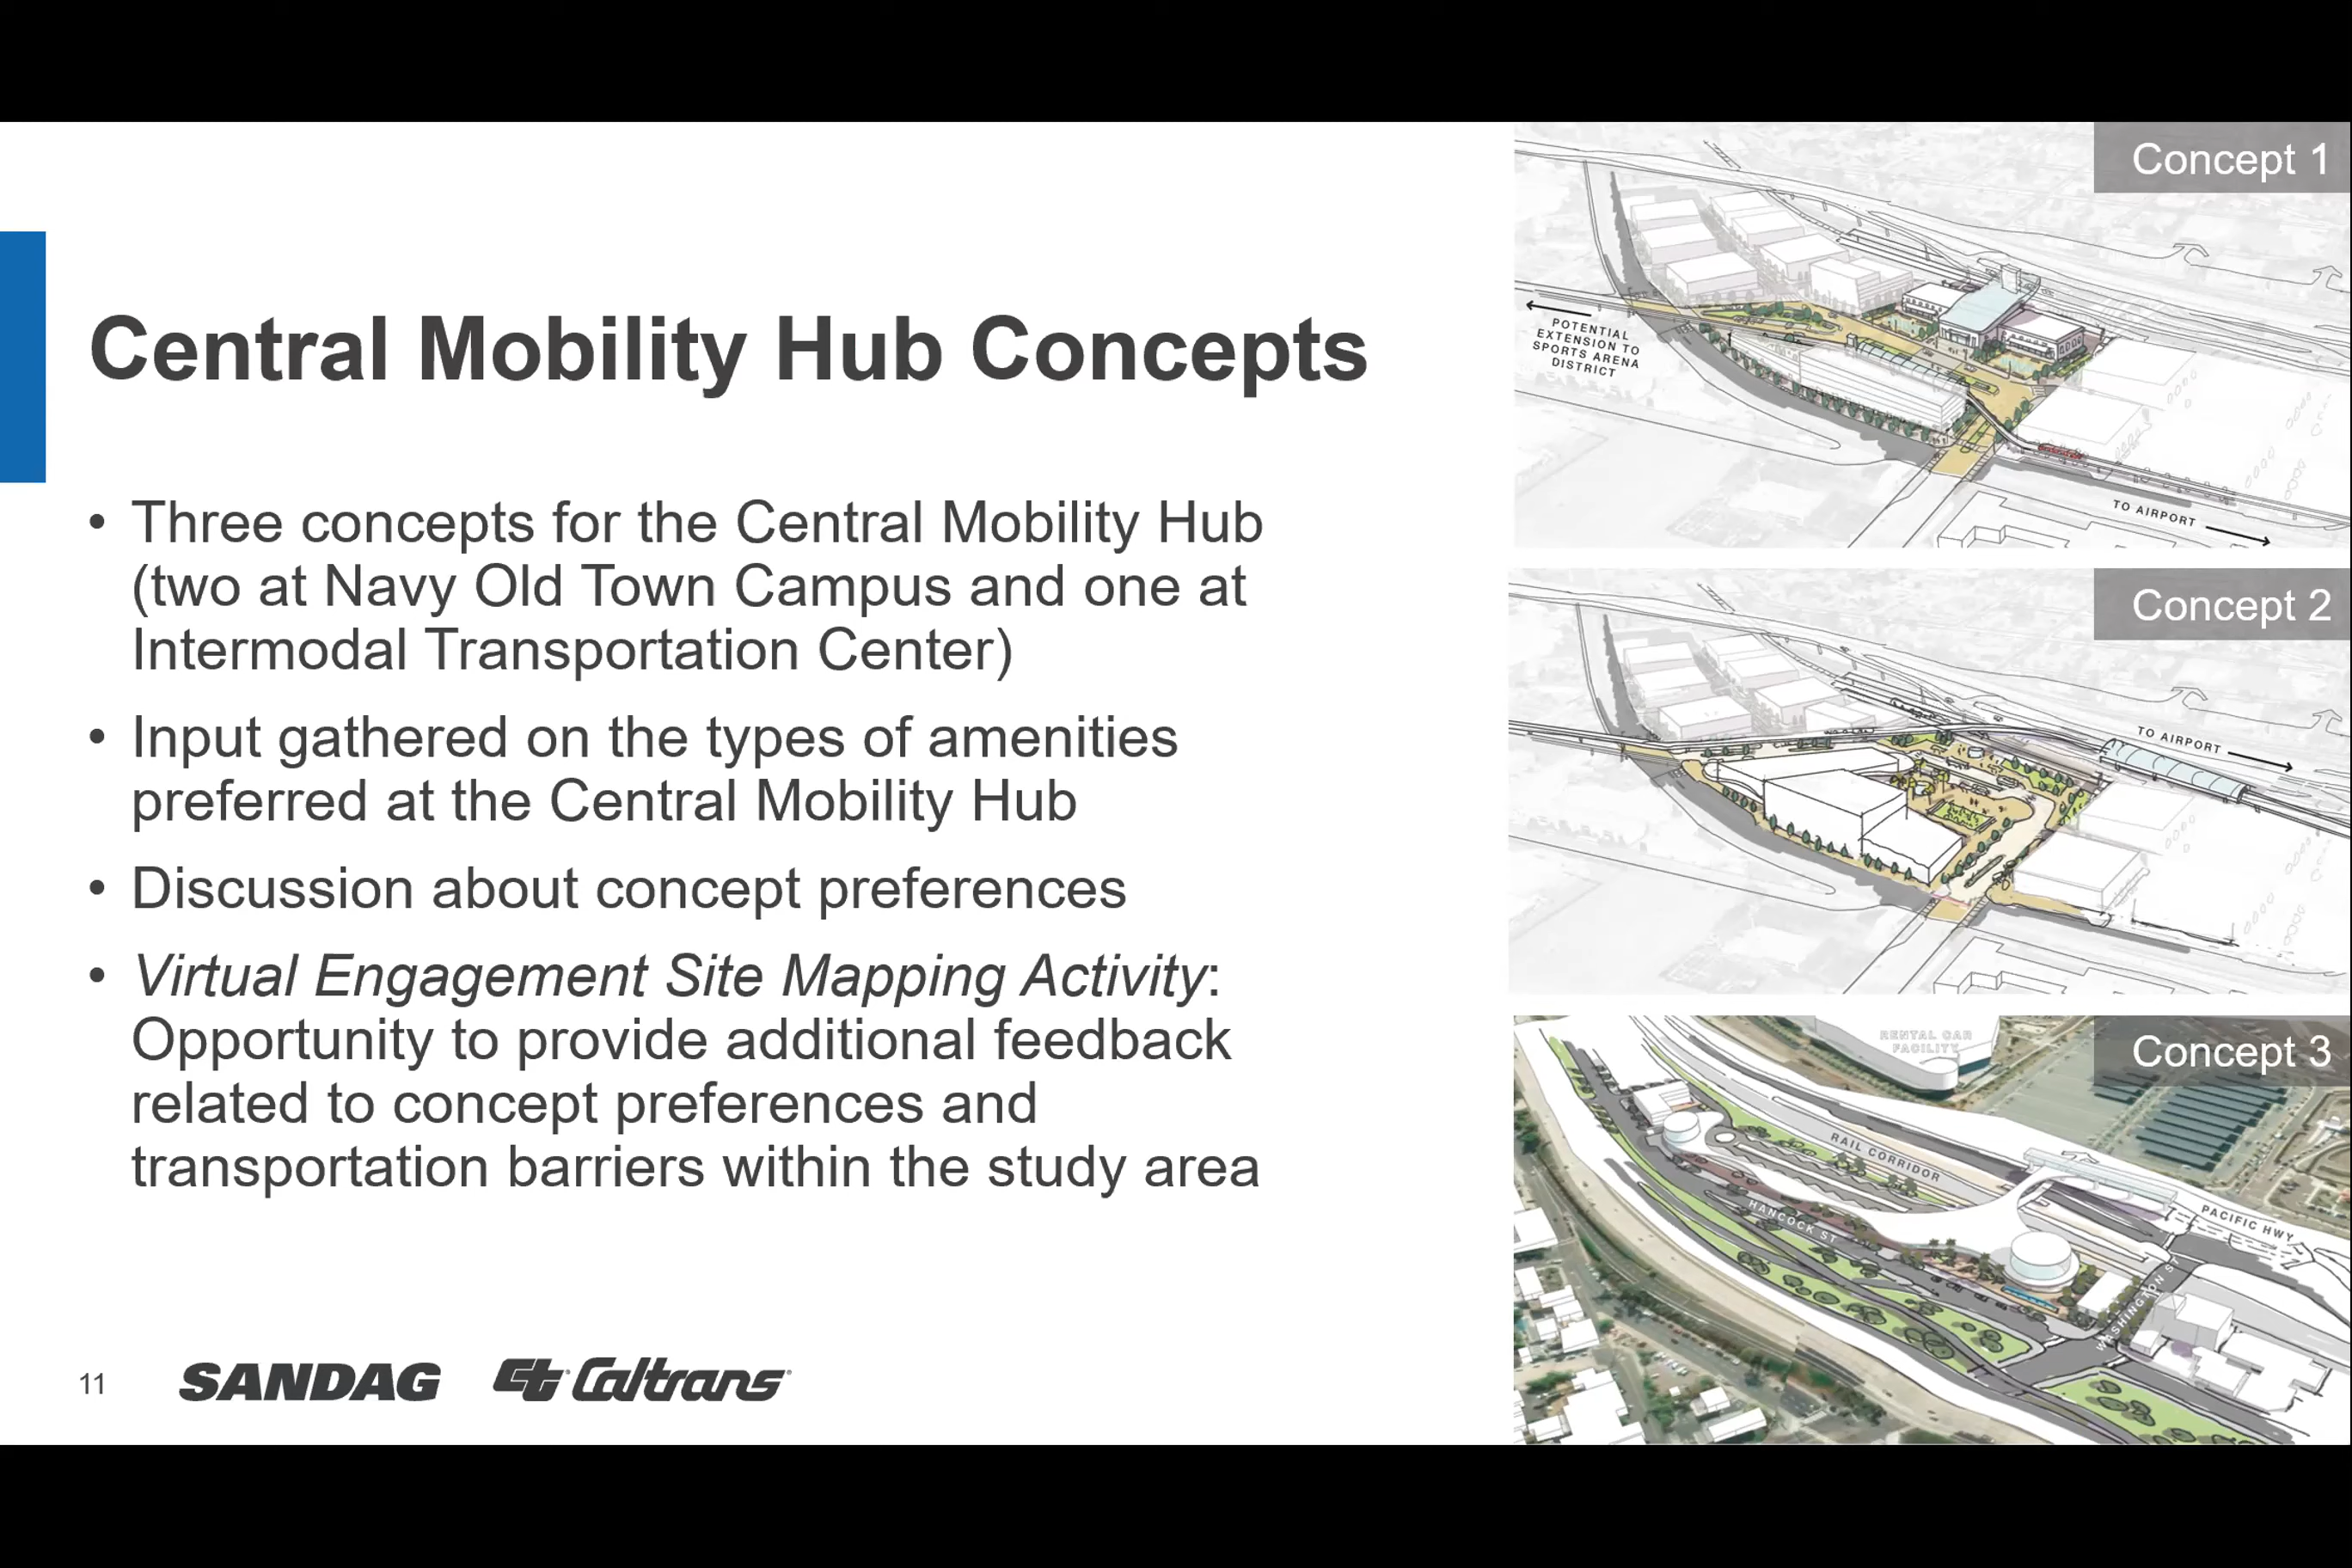 Central Mobility Hub Concepts
• Three concepts for the Central Mobility Hub
(two at Navy Old Town Campus and one at
Intermodal Transportation Center)
• Input gathered on the types of amenities
preferred at the Central Mobility Hub
• Discussion about concept preferences
• Virtual Engagement Site Mapping Activity:
Opportunity to provide additional feedback
related to concept preferences and
transportation barriers within the study area
11
SANDAG
Ct Caltrans
Concept 1
POTENTIAL
EXTENSION TO
SPORTS ARENA
DISTRICT
TO AIRPORT
Concept 2
TO AIRPORT
Concept 3
RENTAL CAR
FACILITY
RAIL CORRIDOR
HANCOCK ST
PACIFIC HWY
WASHINGTON ST